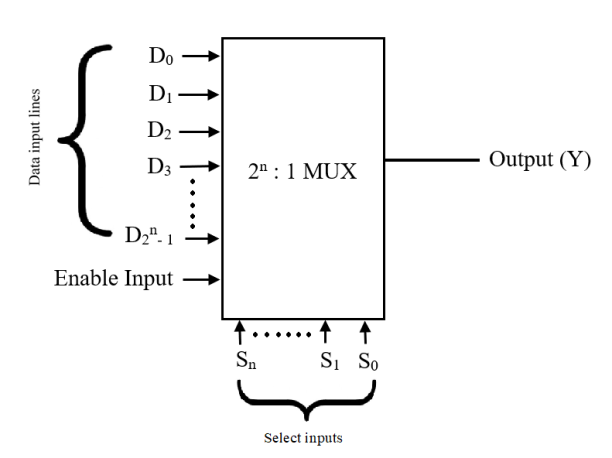 Data input lines
D₀
D₁
D₂
D₃
D₂ⁿ- ₁
Enable Input
2ⁿ : 1 MUX
Output (Y)
Sₙ
S₁
S₀
Select inputs